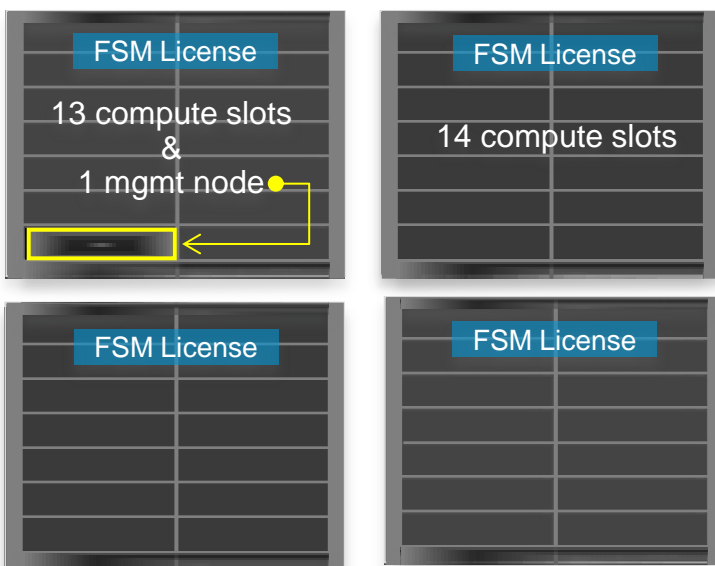 FSM License
13 compute slots
&
1 mgmt node
FSM License
14 compute slots
FSM License
FSM License